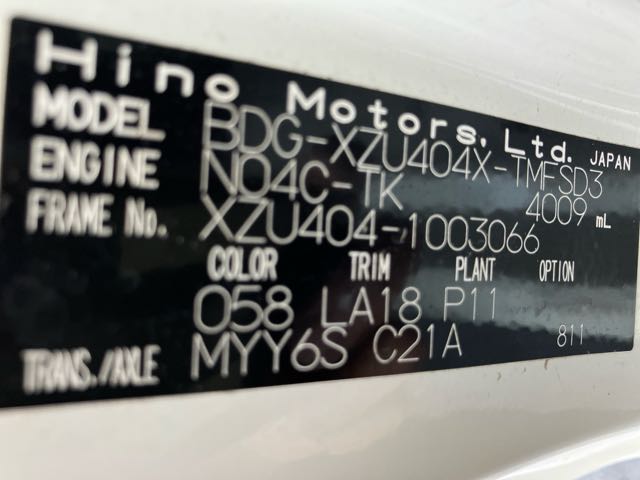 Hino Motors, Ltd. JAPAN
MODEL BDG-XZU404X-TMFSD3
ENGINE N04C-TK 4009 mL
FRAME No. XZU404-1003066
COLOR TRIM PLANT OPTION
058 LA18 P11
TRANS./AXLE MYY6S C21A 811